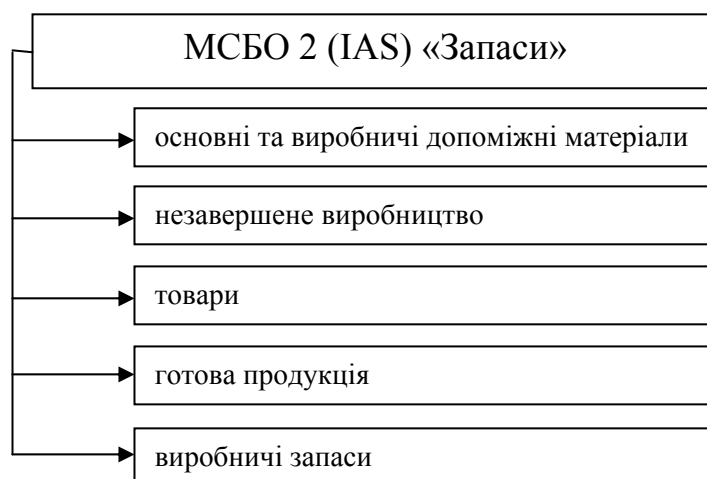 МСБО 2 (IAS) «Запаси»
основні та виробничі допоміжні матеріали
незавершене виробництво
товари
готова продукція
виробничі запаси